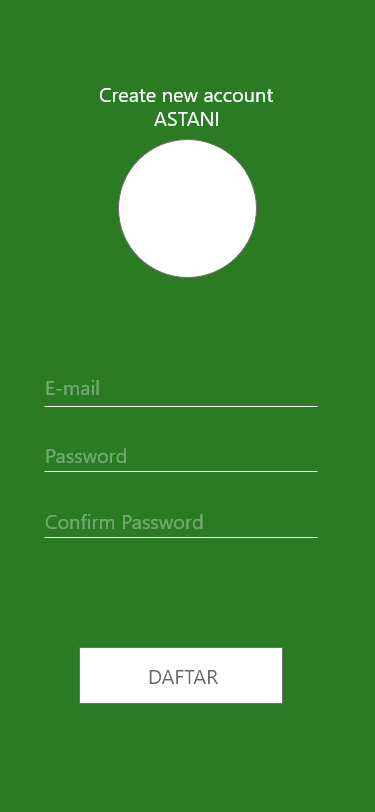 Create new account
ASTANI
E-mail
Password
Confirm Password
DAFTAR